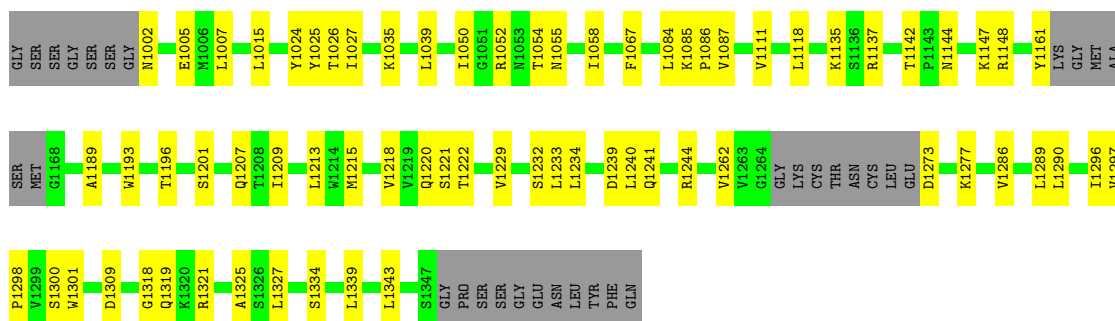 GLY SER SER GLY SER SER GLY N1002 E1005 M1006 L1007 L1015 Y1024 Y1025 T1026 I1027 K1035 L1039 I1050 G1051 R1052 N1053 T1054 N1055 I1058 F1067 L1084 K1085 P1086 V1087 V1111 L1118 K1135 S1136 R1137 T1142 P1143 N1144 K1147 R1148 Y1161 LYS GLY MET ALA
SER MET G1168 A1189 W1193 T1196 S1201 Q1207 T1208 I1209 L1213 W1214 M1215 V1218 V1219 Q1220 S1221 T1222 V1229 S1232 L1233 L1234 D1239 L1240 Q1241 R1244 V1262 V1263 G1264 GLY LYS CYS THR ASN CYS LEU GLU D1273 K1277 V1286 L1289 L1290 I1296 V1297
P1298 V1299 S1300 W1301 D1309 G1318 Q1319 K1320 R1321 A1325 S1326 L1327 S1334 L1339 L1343 S1347 GLY PRO SER SER GLY GLU ASN LEU TYR PHE GLN